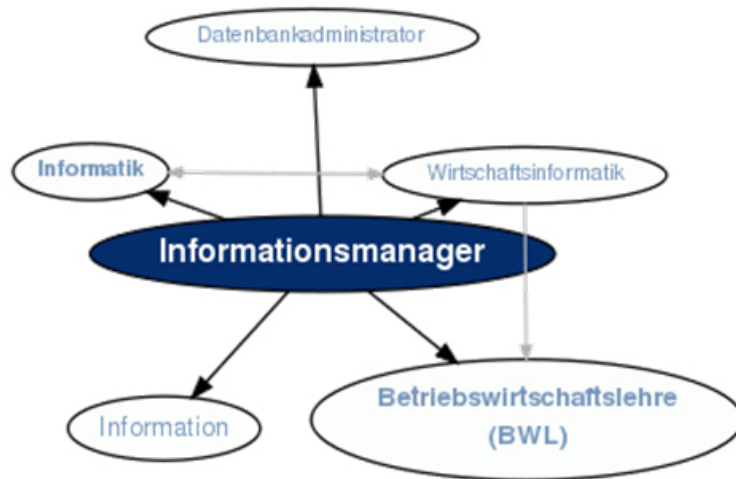 Datenbankadministrator
Informatik
Wirtschaftsinformatik
Informationsmanager
Betriebswirtschaftslehre
(BWL)
Information